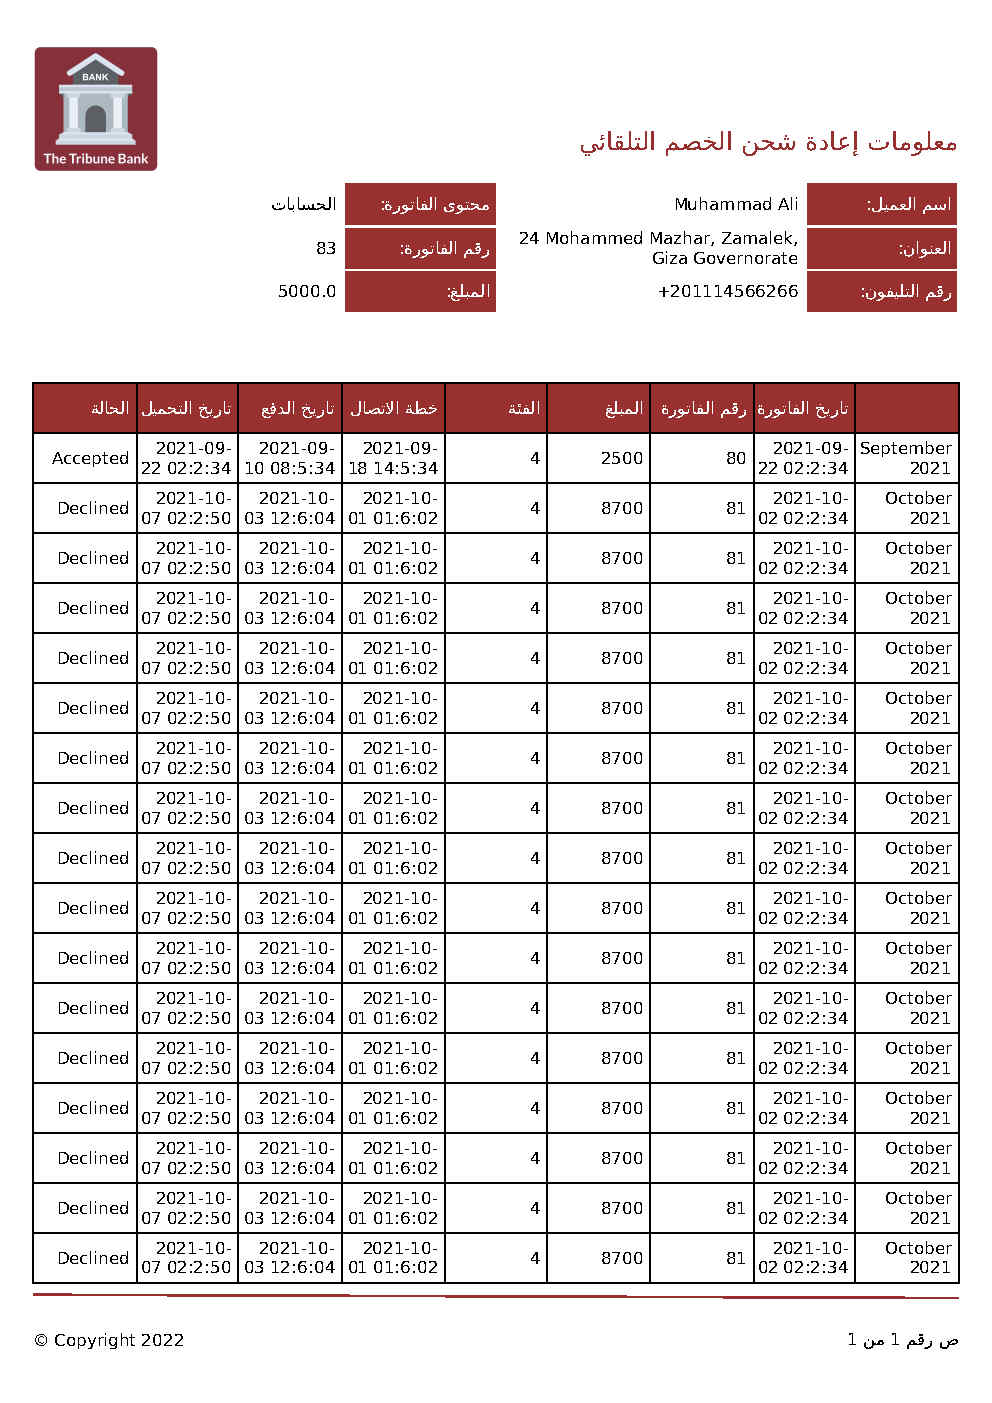 BANK
The Tribune Bank
معلومات إعادة شحن الخصم التلقائي
اسم العميل: Muhammad Ali محتوى الفاتورة: الحسابات
العنوان: 24 Mohammed Mazhar, Zamalek, رقم الفاتورة: 83
Giza Governorate
رقم التليفون: +201114566266 المبلغ: 5000.0
تاريخ الفاتورة رقم الفاتورة المبلغ الفئة خطة الاتصال تاريخ الدفع تاريخ التحميل الحالة
September 2021-09- 80 2500 4 2021-09- 2021-09- 2021-09- Accepted
2021 22 02:2:34 18 14:5:34 10 08:5:34 22 02:2:34
October 2021-10- 81 8700 4 2021-10- 2021-10- 2021-10- Declined
2021 02 02:2:34 01 01:6:02 03 12:6:04 07 02:2:50
October 2021-10- 81 8700 4 2021-10- 2021-10- 2021-10- Declined
2021 02 02:2:34 01 01:6:02 03 12:6:04 07 02:2:50
October 2021-10- 81 8700 4 2021-10- 2021-10- 2021-10- Declined
2021 02 02:2:34 01 01:6:02 03 12:6:04 07 02:2:50
October 2021-10- 81 8700 4 2021-10- 2021-10- 2021-10- Declined
2021 02 02:2:34 01 01:6:02 03 12:6:04 07 02:2:50
October 2021-10- 81 8700 4 2021-10- 2021-10- 2021-10- Declined
2021 02 02:2:34 01 01:6:02 03 12:6:04 07 02:2:50
October 2021-10- 81 8700 4 2021-10- 2021-10- 2021-10- Declined
2021 02 02:2:34 01 01:6:02 03 12:6:04 07 02:2:50
October 2021-10- 81 8700 4 2021-10- 2021-10- 2021-10- Declined
2021 02 02:2:34 01 01:6:02 03 12:6:04 07 02:2:50
October 2021-10- 81 8700 4 2021-10- 2021-10- 2021-10- Declined
2021 02 02:2:34 01 01:6:02 03 12:6:04 07 02:2:50
October 2021-10- 81 8700 4 2021-10- 2021-10- 2021-10- Declined
2021 02 02:2:34 01 01:6:02 03 12:6:04 07 02:2:50
October 2021-10- 81 8700 4 2021-10- 2021-10- 2021-10- Declined
2021 02 02:2:34 01 01:6:02 03 12:6:04 07 02:2:50
October 2021-10- 81 8700 4 2021-10- 2021-10- 2021-10- Declined
2021 02 02:2:34 01 01:6:02 03 12:6:04 07 02:2:50
October 2021-10- 81 8700 4 2021-10- 2021-10- 2021-10- Declined
2021 02 02:2:34 01 01:6:02 03 12:6:04 07 02:2:50
October 2021-10- 81 8700 4 2021-10- 2021-10- 2021-10- Declined
2021 02 02:2:34 01 01:6:02 03 12:6:04 07 02:2:50
October 2021-10- 81 8700 4 2021-10- 2021-10- 2021-10- Declined
2021 02 02:2:34 01 01:6:02 03 12:6:04 07 02:2:50
October 2021-10- 81 8700 4 2021-10- 2021-10- 2021-10- Declined
2021 02 02:2:34 01 01:6:02 03 12:6:04 07 02:2:50
October 2021-10- 81 8700 4 2021-10- 2021-10- 2021-10- Declined
2021 02 02:2:34 01 01:6:02 03 12:6:04 07 02:2:50
ص رقم 1 من 1 © Copyright 2022